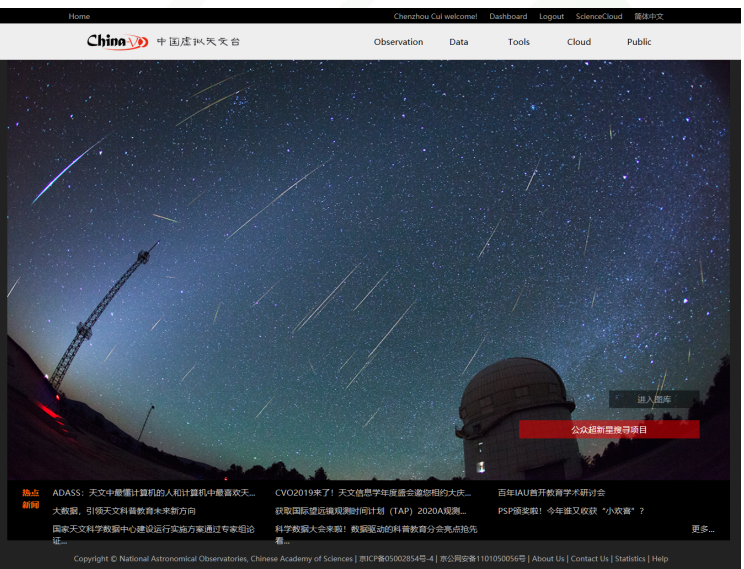 Home
Chenzhou Cui welcome! Dashboard Logout ScienceCloud 简体中文
China-VO 中国虚拟天文台
Observation Data Tools Cloud Public
进入图库
公众超新星搜寻项目
热点
新闻
ADASS：天文中最懂计算机的人和计算机中最喜欢天...
CVO2019来了！天文信息学年度盛会邀您相约大庆...
百年IAU首开教育学术研讨会
大数据，引领天文科普教育未来新方向
获取国际望远镜观测时间计划（TAP）2020A观测...
PSP颁奖啦！今年谁又收获“小欢喜”？
国家天文科学数据中心建设运行实施方案通过专家组论
证...
科学数据大会来啦！数据驱动的科普教育分会亮点抢先
看...
更多...
Copyright © National Astronomical Observatories, Chinese Academy of Sciences | 京ICP备05002854号-4 | 京公网安备1101050056号 | About Us | Contact Us | Statistics | Help